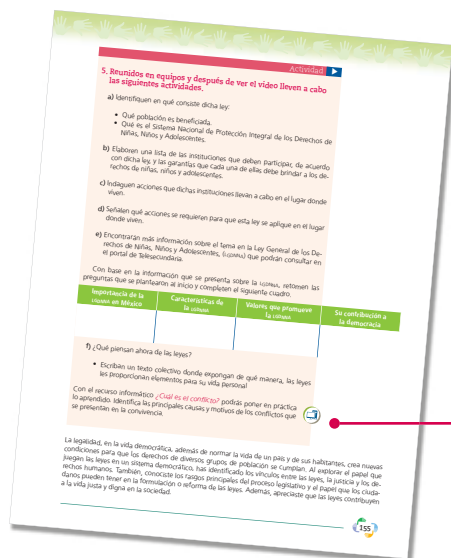 Actividad
5. Reunidos en equipos y después de ver el video lleven a cabo
las siguientes actividades.
a) Identifiquen en qué consiste dicha ley:
• Qué población es beneficiada.
• Qué es el Sistema Nacional de Protección Integral de los Derechos de
Niñas, Niños y Adolescentes.
b) Elaboren una lista de las instituciones que deben participar, de acuerdo
con dicha ley, y las garantías que cada una de ellas debe brindar a los de-
rechos de niñas, niños y adolescentes.
c) Indaguen acciones que dichas instituciones llevan a cabo en el lugar donde
viven.
d) Señalen qué acciones se requieren para que esta ley se aplique en el lugar
donde viven.
e) Encontrarán más información sobre el tema en la Ley General de los De-
rechos de Niñas, Niños y Adolescentes, (LGDNNA) que podrán consultar en
el portal de Telesecundaria.
Con base en la información que se presenta sobre la LGDNNA, retomen las
preguntas que se plantearon al inicio y completen el siguiente cuadro.
Importancia de la LGDNNA en México
Características de la LGDNNA
Valores que promueve la LGDNNA
Su contribución a la democracia
f) ¿Qué piensan ahora de las leyes?
• Escriban un texto colectivo donde expongan de qué manera, las leyes
les proporcionan elementos para su vida personal
Con el recurso informático ¿Cuál es el conflicto? podrás poner en práctica
lo aprendido. Identifica las principales causas y motivos de los conflictos que
se presentan en la convivencia.
La legalidad, en la vida democrática, además de normar la vida de un país y de sus habitantes, crea nuevas
condiciones para que los derechos de diversos grupos de población se cumplan. Al explorar el papel que
juegan las leyes en un sistema democrático, has identificado los vínculos entre las leyes, la justicia y los de-
rechos humanos. También, conociste los rasgos principales del proceso legislativo y el papel que los ciuda-
danos pueden tener en la formulación o reforma de las leyes. Además, apreciaste que las leyes contribuyen
a la vida justa y digna en la sociedad.
155